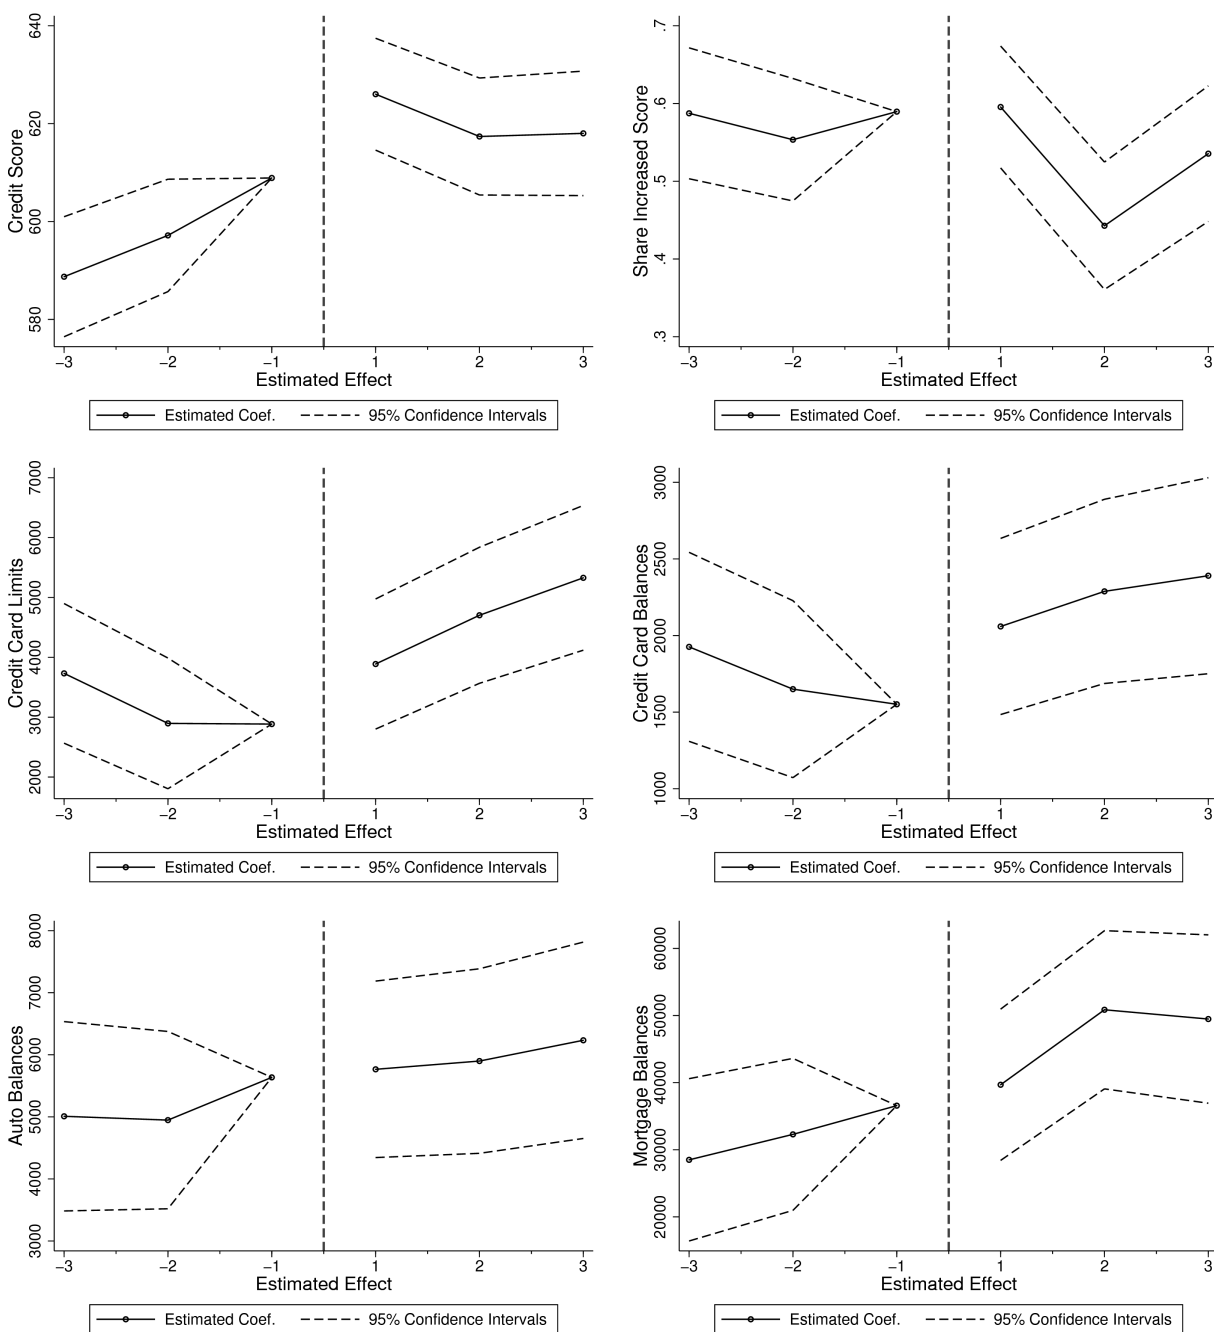 Credit Score
640
620
600
580
−3 −2 −1 1 2 3
Estimated Effect
Estimated Coef. 95% Confidence Intervals
Share Increased Score
.7
.6
.5
.4
.3
−3 −2 −1 1 2 3
Estimated Effect
Estimated Coef. 95% Confidence Intervals
Credit Card Limits
7000
6000
5000
4000
3000
2000
−3 −2 −1 1 2 3
Estimated Effect
Estimated Coef. 95% Confidence Intervals
Credit Card Balances
3000
2500
2000
1500
1000
−3 −2 −1 1 2 3
Estimated Effect
Estimated Coef. 95% Confidence Intervals
Auto Balances
8000
7000
6000
5000
4000
3000
−3 −2 −1 1 2 3
Estimated Effect
Estimated Coef. 95% Confidence Intervals
Mortgage Balances
60000
50000
40000
30000
20000
−3 −2 −1 1 2 3
Estimated Effect
Estimated Coef. 95% Confidence Intervals